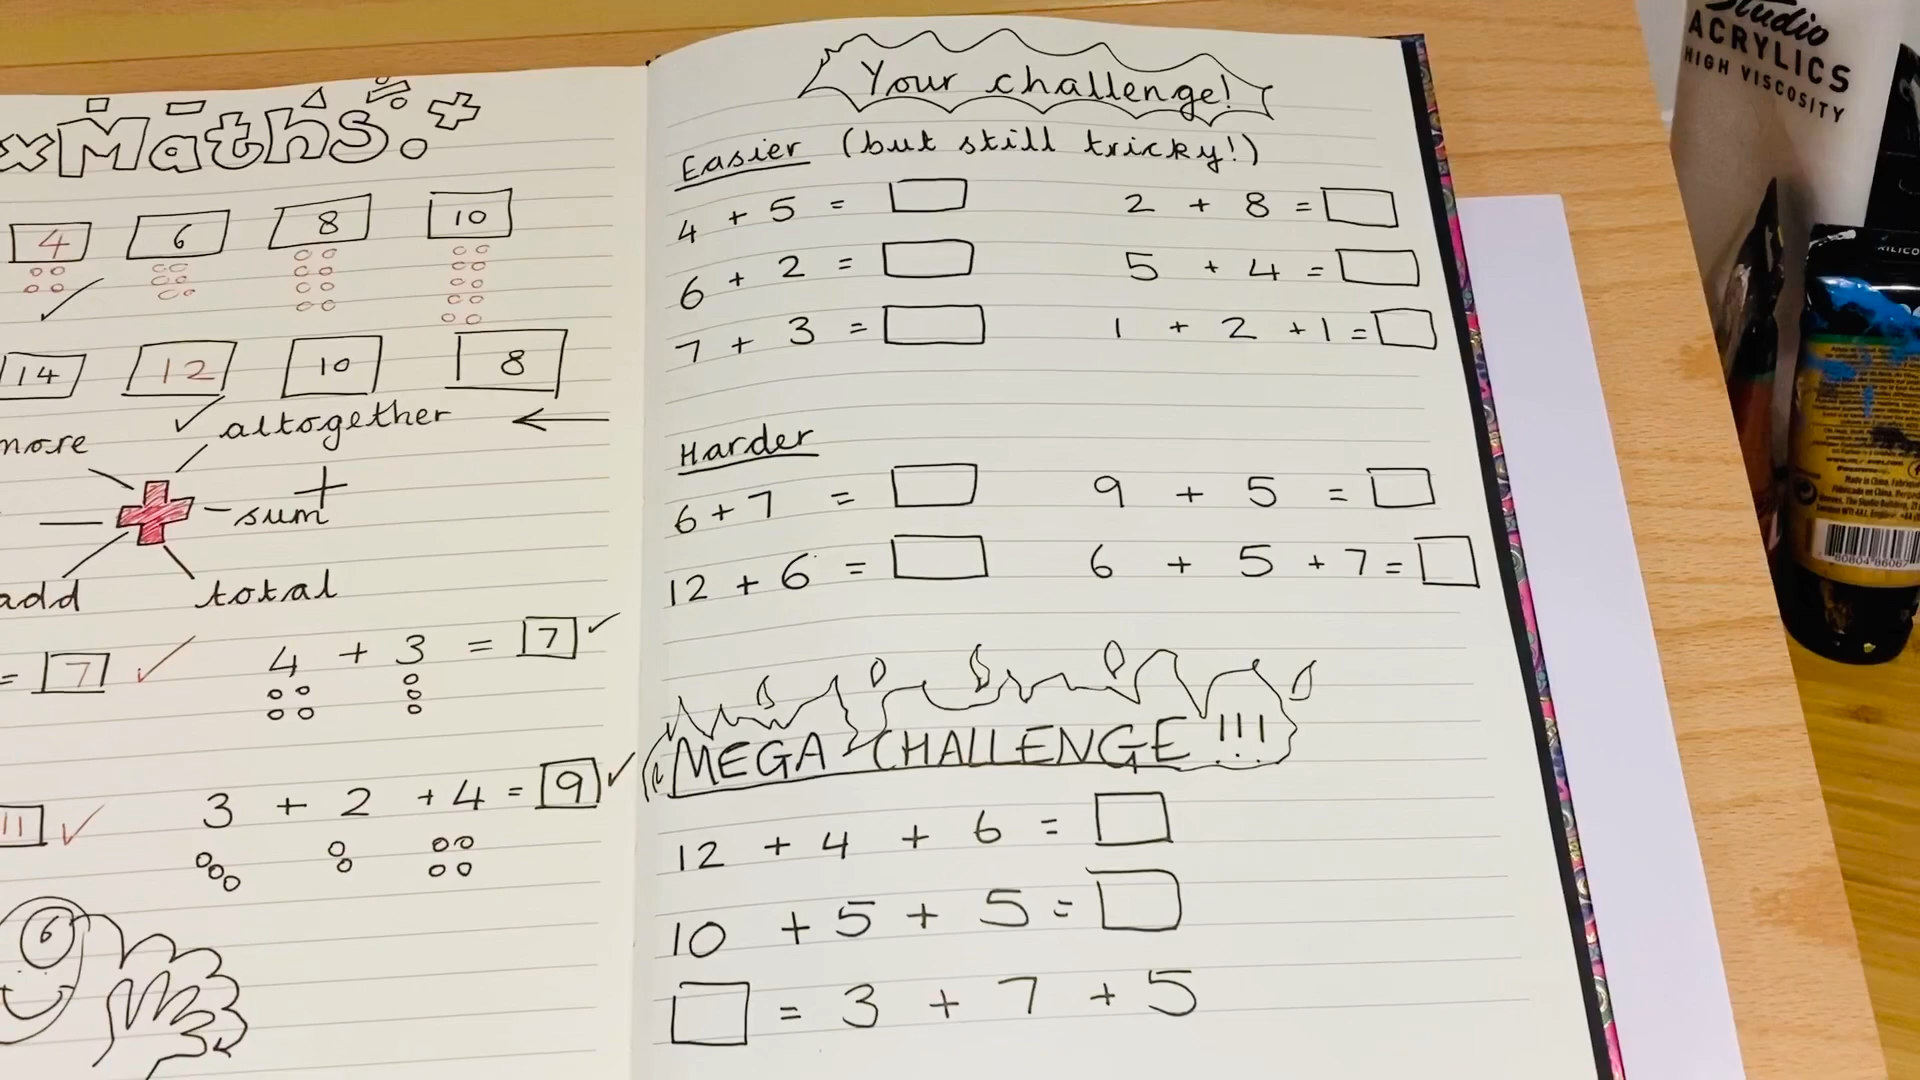 xMaths
4 6 8 10
14 12 10 8
more altogether
sum +
add total
= 7 4 + 3 = 7
11 3 + 2 + 4 = 9
6
Your challenge!
Easier (but still tricky!)
4 + 5 = 2 + 8 =
6 + 2 = 5 + 4 =
7 + 3 = 1 + 2 + 1 =
Harder
6 + 7 = 9 + 5 =
12 + 6 = 6 + 5 + 7 =
MEGA CHALLENGE!!!
12 + 4 + 6 =
10 + 5 + 5 =
= 3 + 7 + 5
Studio
ACRYLICS
HIGH VISCOSITY